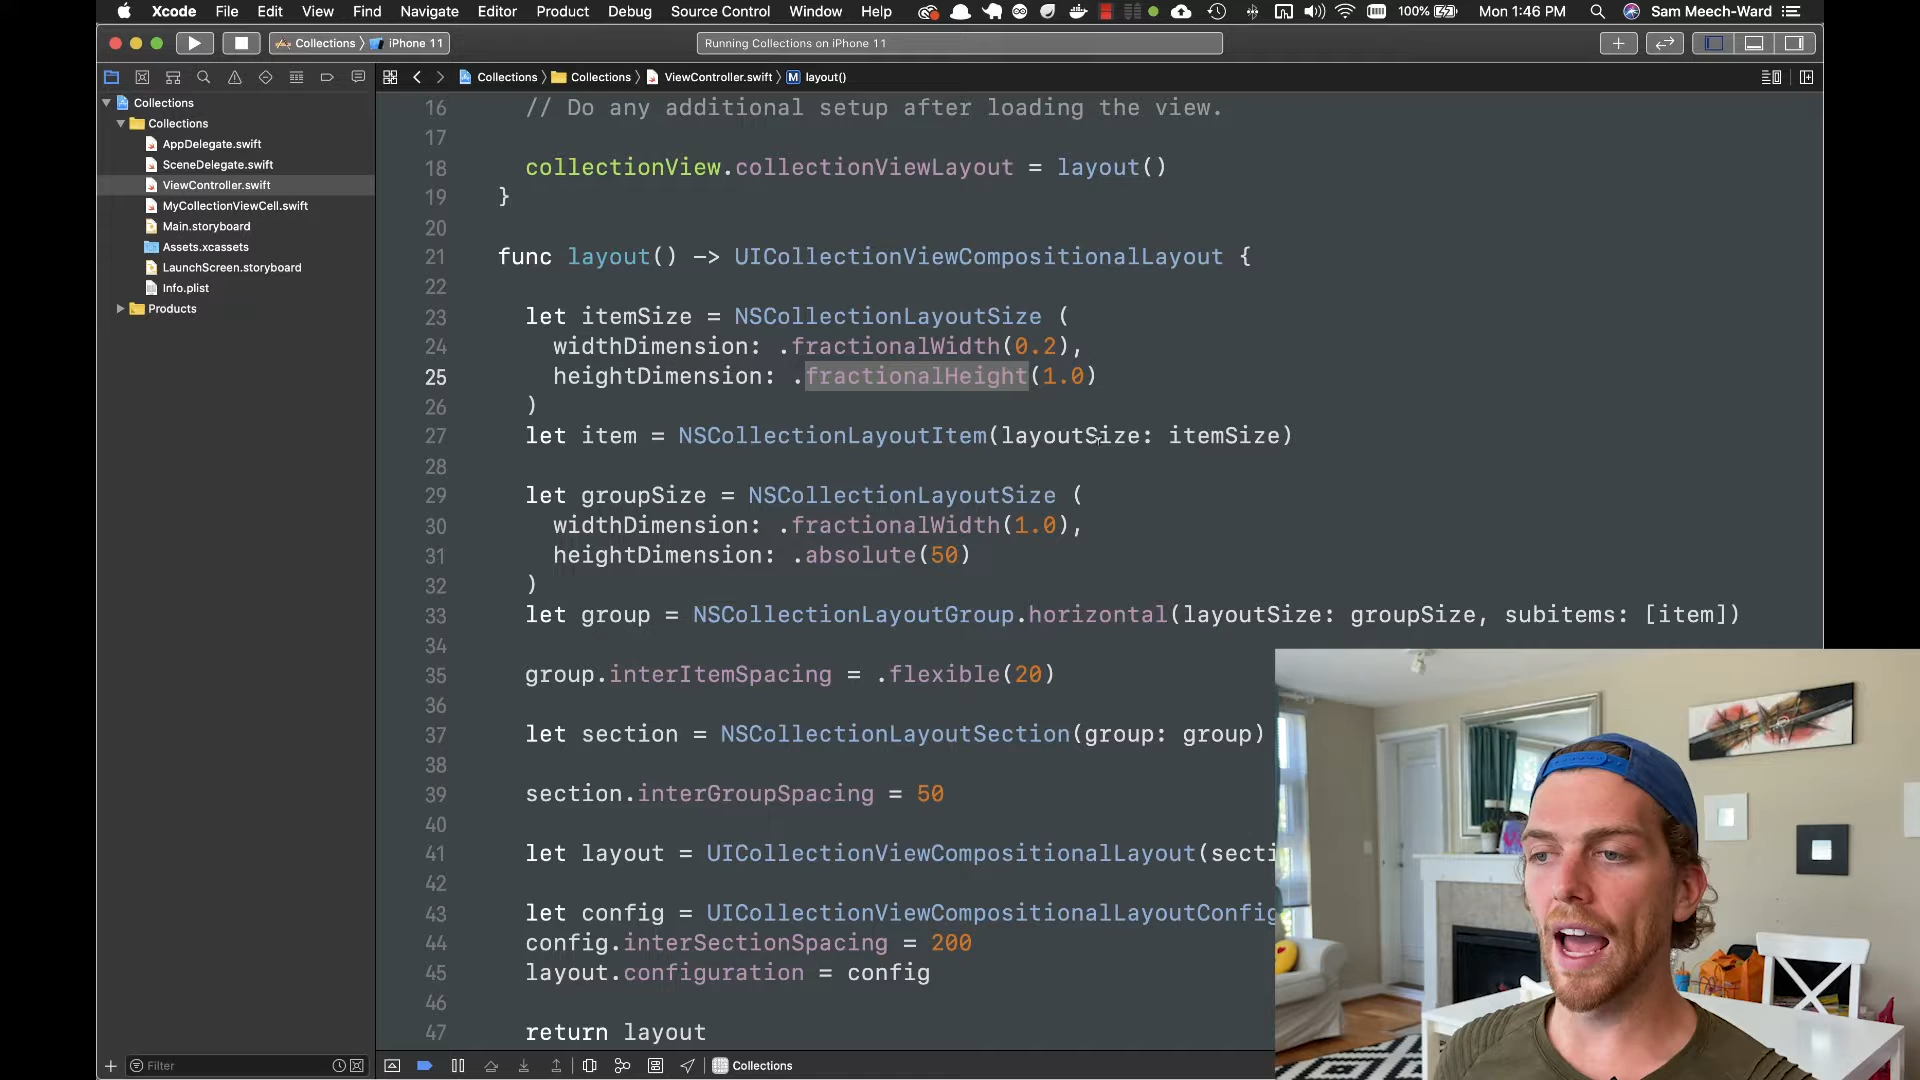 Xcode File Edit View Find Navigate Editor Product Debug Source Control Window Help 100% Mon 1:46 PM Sam Meech-Ward
Collections iPhone 11 Running Collections on iPhone 11
Collections Collections ViewController.swift M layout()
Collections
Collections
AppDelegate.swift
SceneDelegate.swift
ViewController.swift
MyCollectionViewCell.swift
Main.storyboard
Assets.xcassets
LaunchScreen.storyboard
Info.plist
Products
16 // Do any additional setup after loading the view.
17
18 collectionView.collectionViewLayout = layout()
19 }
20
21 func layout() -> UICollectionViewCompositionalLayout {
22
23 let itemSize = NSCollectionLayoutSize (
24 widthDimension: .fractionalWidth(0.2),
25 heightDimension: .fractionalHeight(1.0)
26 )
27 let item = NSCollectionLayoutItem(layoutSize: itemSize)
28
29 let groupSize = NSCollectionLayoutSize (
30 widthDimension: .fractionalWidth(1.0),
31 heightDimension: .absolute(50)
32 )
33 let group = NSCollectionLayoutGroup.horizontal(layoutSize: groupSize, subitems: [item])
34
35 group.interItemSpacing = .flexible(20)
36
37 let section = NSCollectionLayoutSection(group: group)
38
39 section.interGroupSpacing = 50
40
41 let layout = UICollectionViewCompositionalLayout(secti
42
43 let config = UICollectionViewCompositionalLayoutConfig
44 config.interSectionSpacing = 200
45 layout.configuration = config
46
47 return layout
Filter
Collections